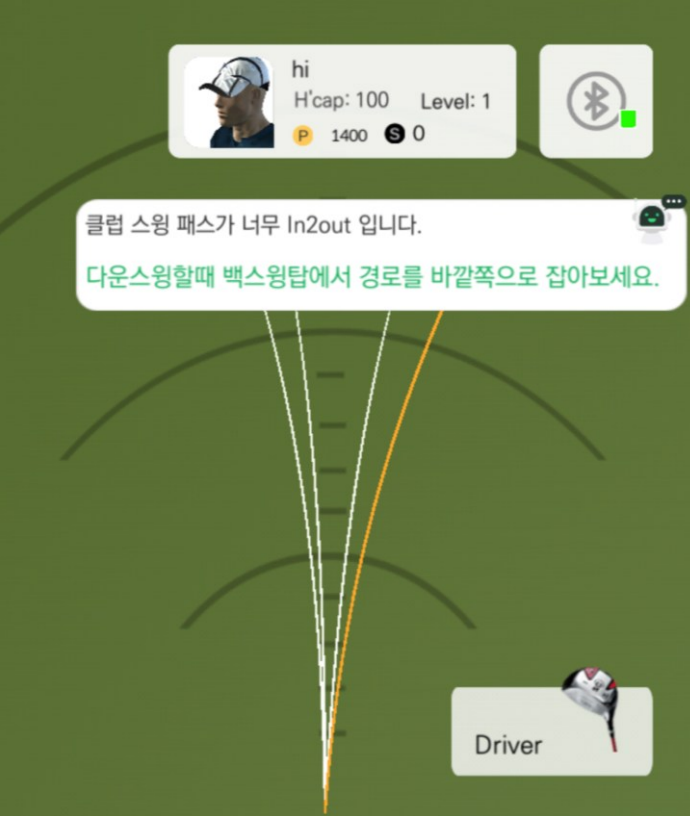 hi
H'cap: 100 Level: 1
P 1400 S 0
클럽 스윙 패스가 너무 In2out 입니다.
다운스윙할때 백스윙탑에서 경로를 바깥쪽으로 잡아보세요.
Driver